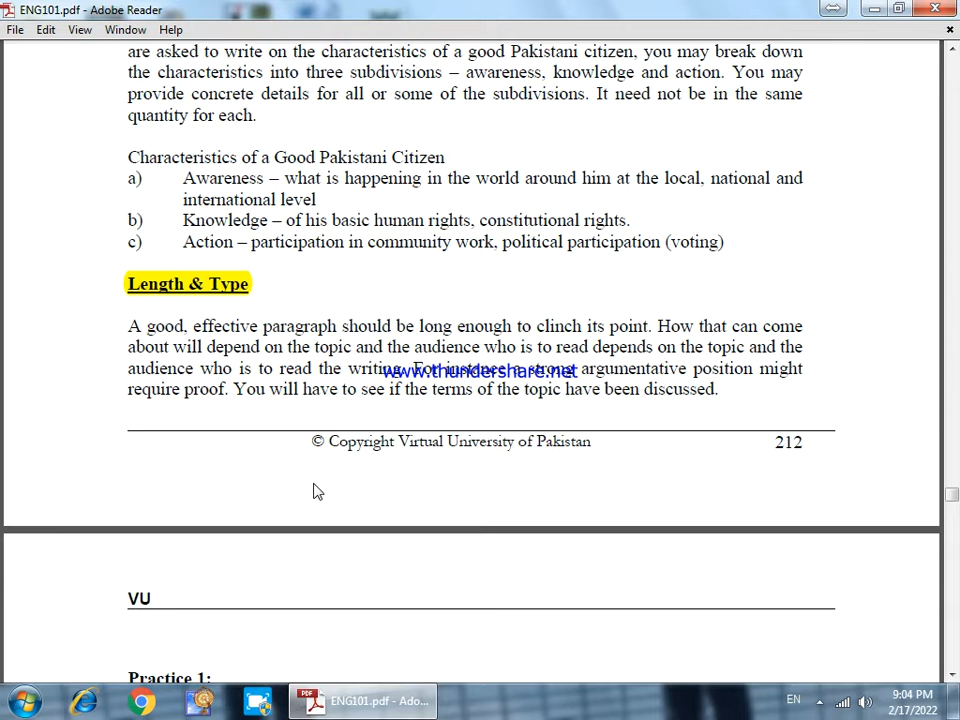 ENG101.pdf - Adobe Reader
File Edit View Window Help
are asked to write on the characteristics of a good Pakistani citizen, you may break down
the characteristics into three subdivisions – awareness, knowledge and action. You may
provide concrete details for all or some of the subdivisions. It need not be in the same
quantity for each.
Characteristics of a Good Pakistani Citizen
a) Awareness – what is happening in the world around him at the local, national and
international level
b) Knowledge – of his basic human rights, constitutional rights.
c) Action – participation in community work, political participation (voting)
Length & Type
A good, effective paragraph should be long enough to clinch its point. How that can come
about will depend on the topic and the audience who is to read depends on the topic and the
audience who is to read the writing. For instance a strong argumentative position might
www.thundershare.net
require proof. You will have to see if the terms of the topic have been discussed.
© Copyright Virtual University of Pakistan 212
VU
Practice 1:
ENG101.pdf - Ado...
EN
9:04 PM
2/17/2022